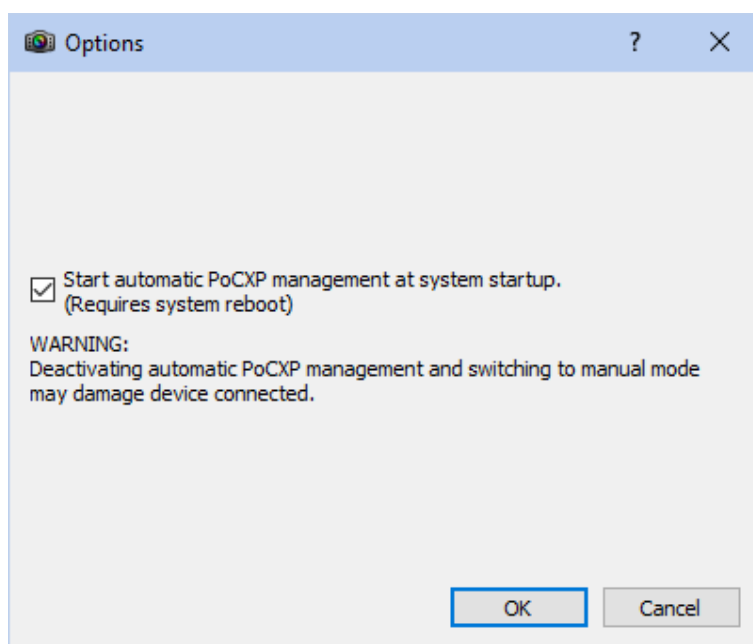 Options
?
Start automatic PoCXP management at system startup.
(Requires system reboot)
WARNING:
Deactivating automatic PoCXP management and switching to manual mode
may damage device connected.
OK
Cancel